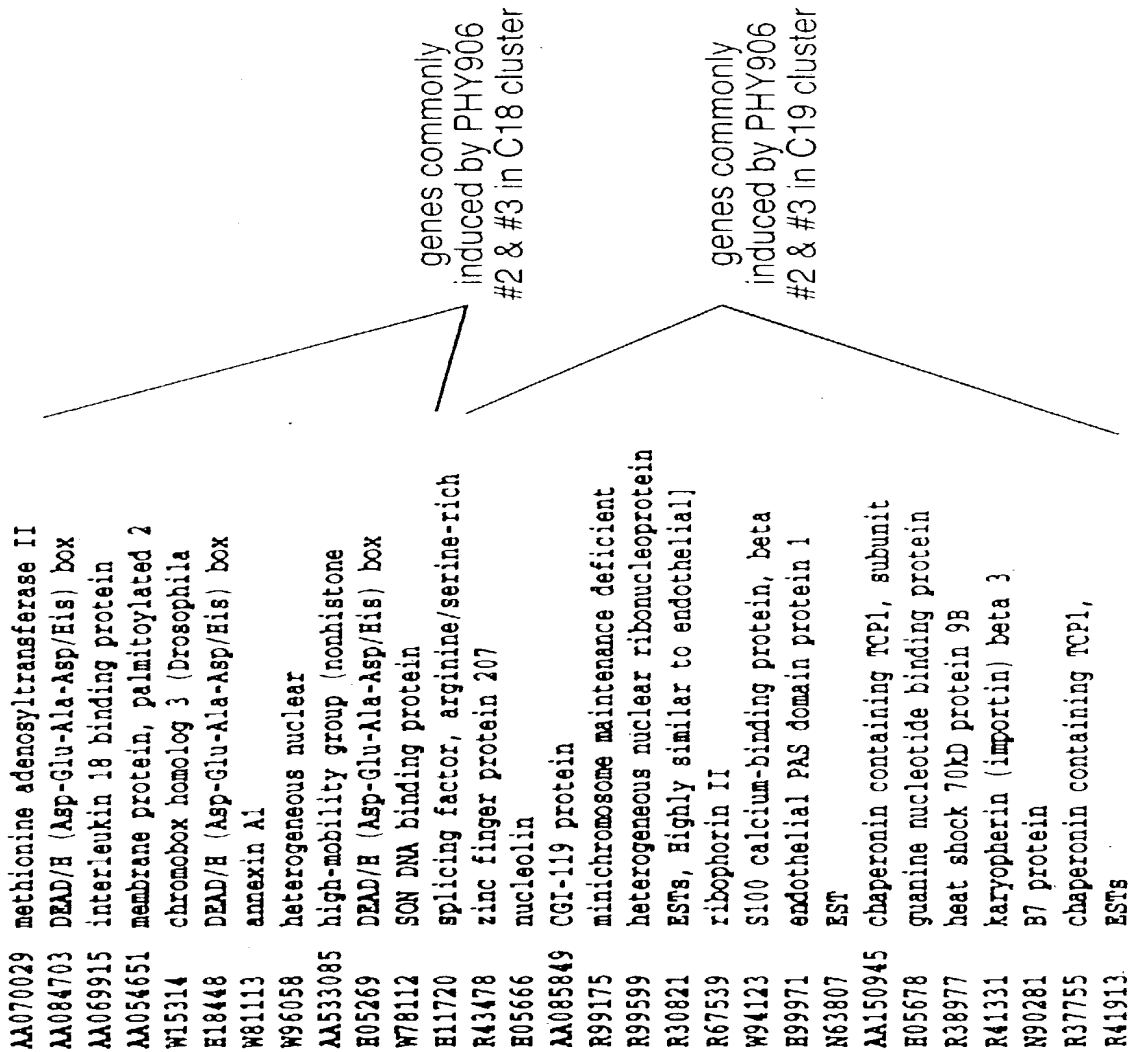 AA070029 methionine adenosyltransferase II
AA084703 DEAD/H (Asp-Glu-Ala-Asp/His) box
AA069915 interleukin 18 binding protein
AA054651 membrane protein, palmitoylated 2
W15314 chromobox homolog 3 (Drosophila
H18448 DEAD/H (Asp-Glu-Ala-Asp/His) box
W81113 annexin A1
W96058 heterogeneous nuclear
AA533085 high-mobility group (nonhistone
H05269 DEAD/H (Asp-Glu-Ala-Asp/His) box
W78112 SON DNA binding protein
H11720 splicing factor, arginine/serine-rich
R43478 zinc finger protein 207
H05666 nucleolin
AA085849 CGI-119 protein
R99175 minichromosome maintenance deficient
R99599 heterogeneous nuclear ribonucleoprotein
R30821 ESTs, Highly similar to endothelial]
R67539 ribophorin II
W94123 S100 calcium-binding protein, beta
H99971 endothelial PAS domain protein 1
N63807 EST
AA150945 chaperonin containing TCP1, subunit
H05678 guanine nucleotide binding protein
R38977 heat shock 70kD protein 9B
R41331 karyopherin (importin) beta 3
N90281 B7 protein
R37755 chaperonin containing TCP1,
R41913 ESTs
genes commonly
induced by PHY906
#2 & #3 in C18 cluster
genes commonly
induced by PHY906
#2 & #3 in C19 cluster